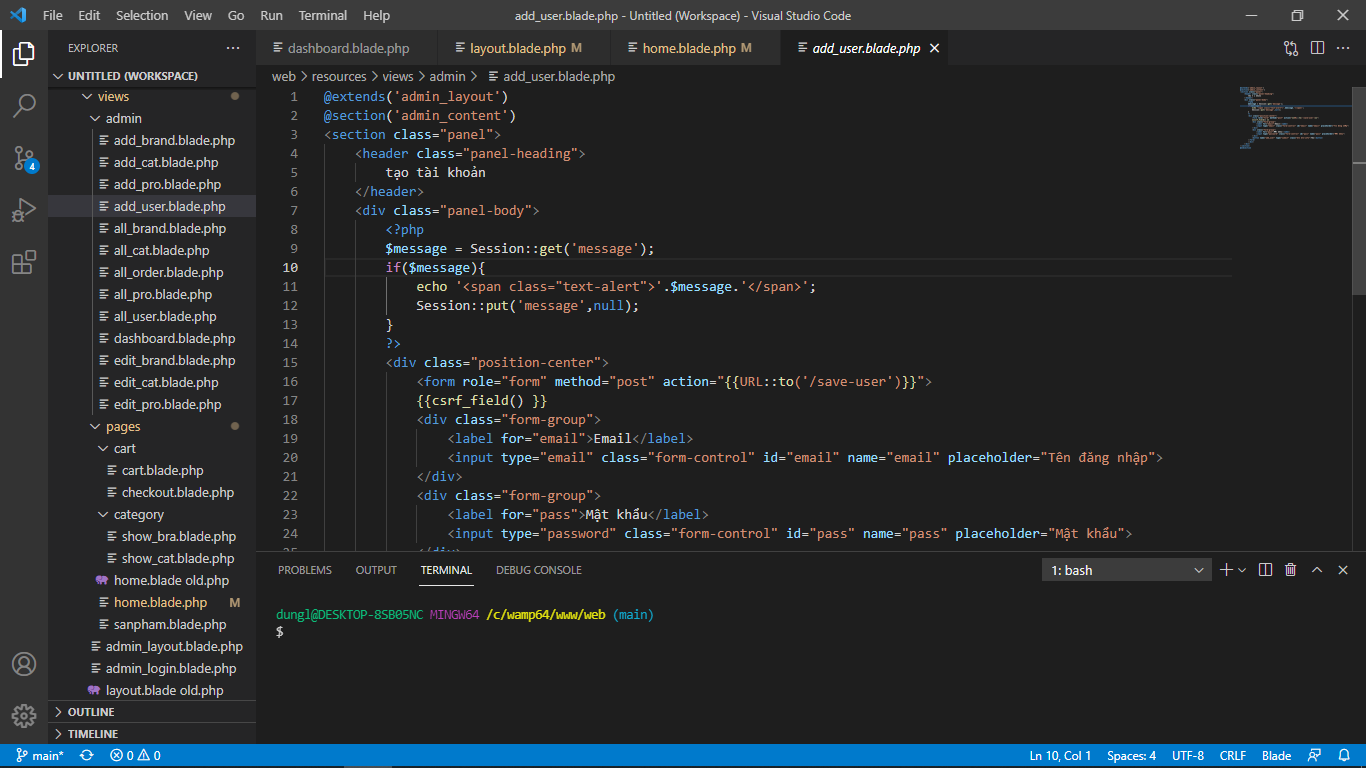 File Edit Selection View Go Run Terminal Help add_user.blade.php - Untitled (Workspace) - Visual Studio Code
EXPLORER
UNTITLED (WORKSPACE)
views
admin
add_brand.blade.php
add_cat.blade.php
add_pro.blade.php
add_user.blade.php
all_brand.blade.php
all_cat.blade.php
all_order.blade.php
all_pro.blade.php
all_user.blade.php
dashboard.blade.php
edit_brand.blade.php
edit_cat.blade.php
edit_pro.blade.php
pages
cart
cart.blade.php
checkout.blade.php
category
show_bra.blade.php
show_cat.blade.php
home.blade old.php
home.blade.php M
sanpham.blade.php
admin_layout.blade.php
admin_login.blade.php
layout.blade old.php
OUTLINE
TIMELINE
4
dashboard.blade.php layout.blade.php M home.blade.php M add_user.blade.php
web > resources > views > admin > add_user.blade.php
1 @extends('admin_layout')
2 @section('admin_content')
3 <section class="panel">
4 <header class="panel-heading">
5 tạo tài khoản
6 </header>
7 <div class="panel-body">
8 <?php
9 $message = Session::get('message');
10 if($message){
11 echo '<span class="text-alert">'.$message.'</span>';
12 Session::put('message',null);
13 }
14 ?>
15 <div class="position-center">
16 <form role="form" method="post" action="{{URL::to('/save-user')}}">
17 {{csrf_field() }}
18 <div class="form-group">
19 <label for="email">Email</label>
20 <input type="email" class="form-control" id="email" name="email" placeholder="Tên đăng nhập">
21 </div>
22 <div class="form-group">
23 <label for="pass">Mật khẩu</label>
24 <input type="password" class="form-control" id="pass" name="pass" placeholder="Mật khẩu">
25 </div>
PROBLEMS OUTPUT TERMINAL DEBUG CONSOLE 1: bash
dungl@DESKTOP-8SB05NC MINGW64 /c/wamp64/www/web (main)
$
main* 0 0 Ln 10, Col 1 Spaces: 4 UTF-8 CRLF Blade